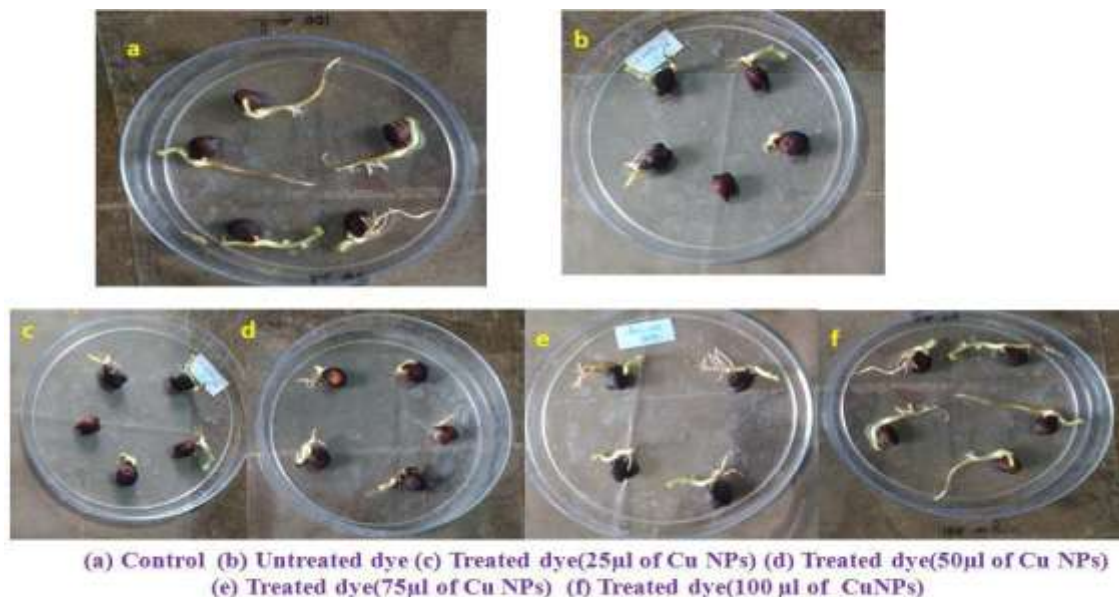 a
b
c
d
e
f
(a) Control (b) Untreated dye (c) Treated dye(25µl of Cu NPs) (d) Treated dye(50µl of Cu NPs)
(e) Treated dye(75µl of Cu NPs) (f) Treated dye(100 µl of CuNPs)